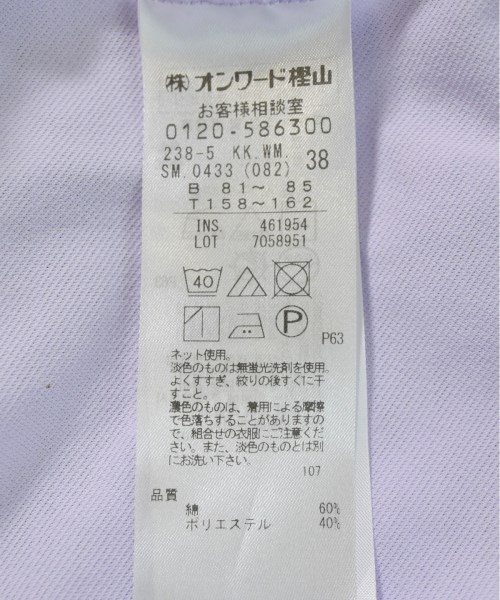 ㈱オンワード樫山
お客様相談室
0120-586300
238-5 KK.WM. 38
SM.0433 (082)
B 81～ 85
T158～162
INS. 461954
LOT 7058951
40
P
P63
ネット使用。
淡色のものは無蛍光洗剤を使用。
よくすすぎ、絞りの後すぐに干
すこと。
濃色のものは、着用による摩擦
で色落ちすることがありますの
で、組合せの衣服にご注意くだ
さい。また、淡色のものとは別
にお洗い下さい。
107
品質
綿 60%
ポリエステル 40%